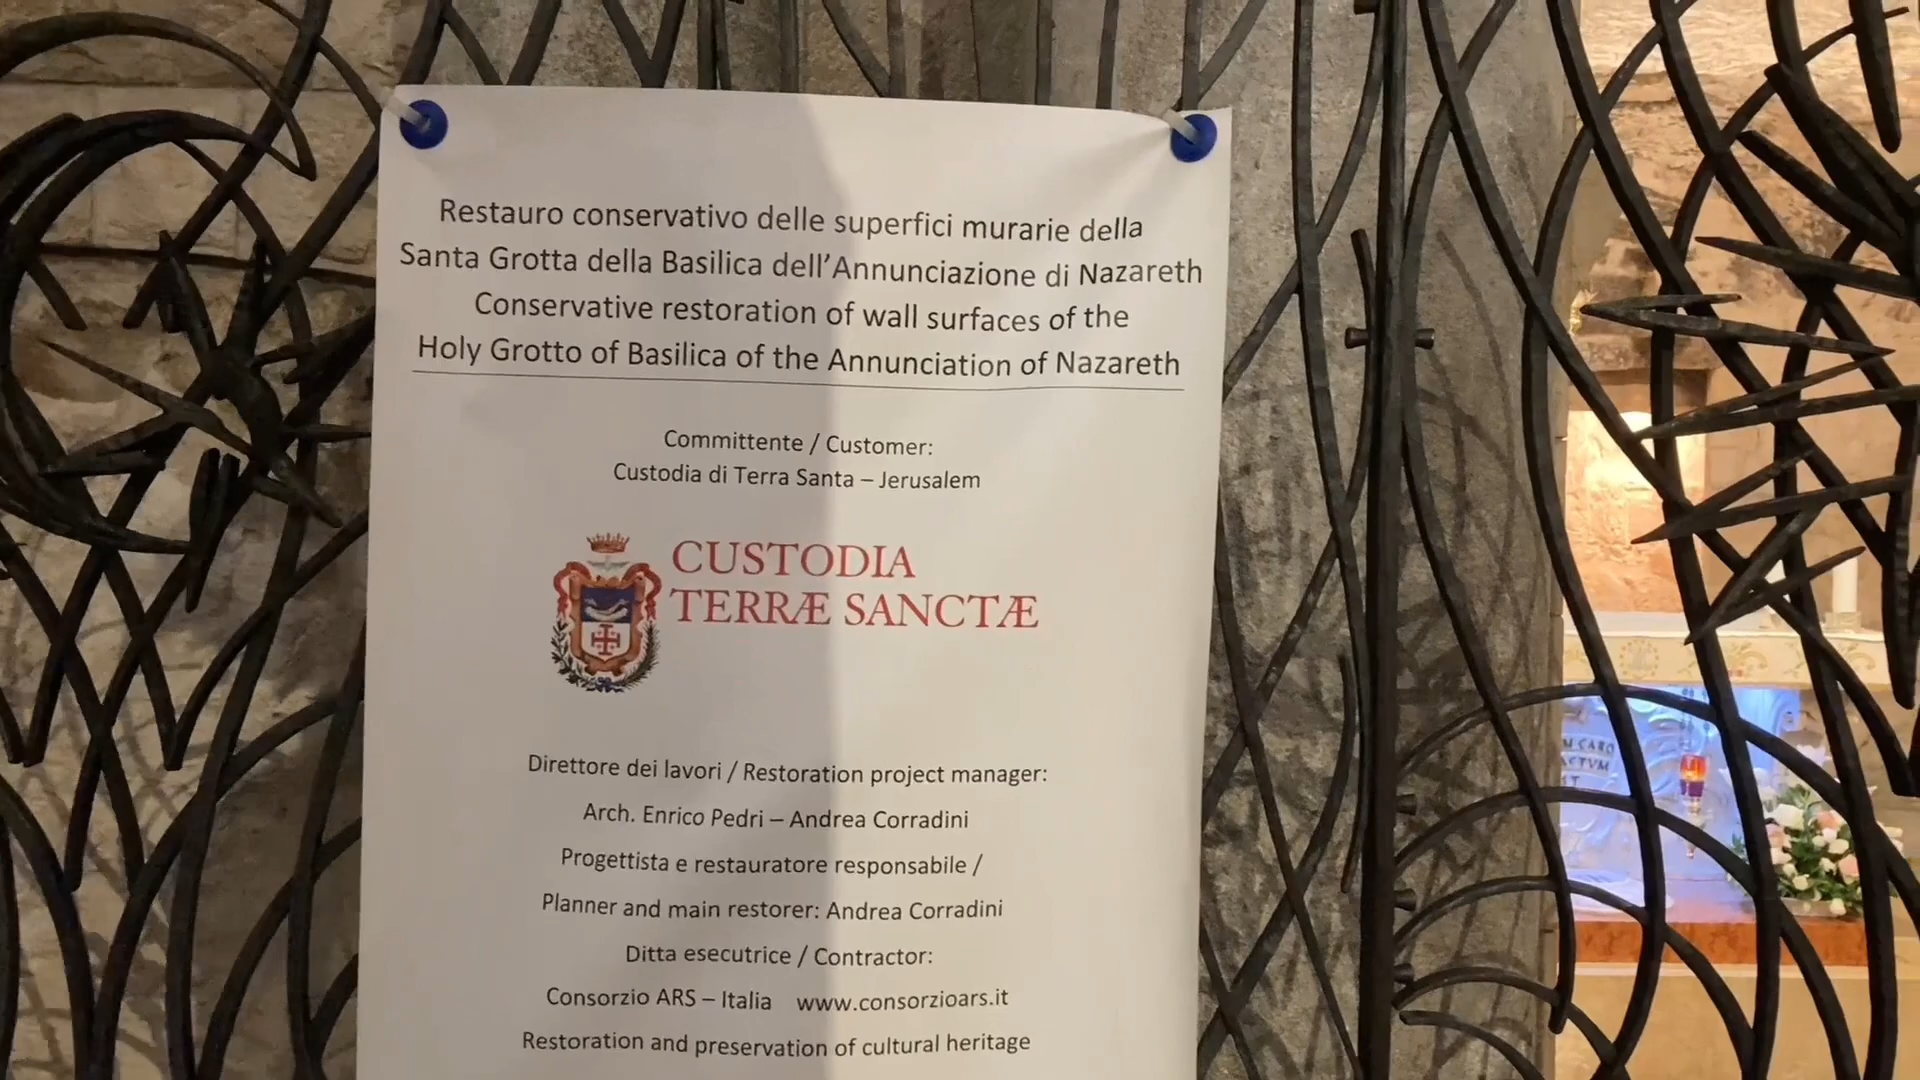 Restauro conservativo delle superfici murarie della
Santa Grotta della Basilica dell'Annunciazione di Nazareth
Conservative restoration of wall surfaces of the
Holy Grotto of Basilica of the Annunciation of Nazareth
Committente / Customer:
Custodia di Terra Santa – Jerusalem
CUSTODIA
TERRÆ SANCTÆ
Direttore dei lavori / Restoration project manager:
Arch. Enrico Pedri – Andrea Corradini
Progettista e restauratore responsabile /
Planner and main restorer: Andrea Corradini
Ditta esecutrice / Contractor:
Consorzio ARS – Italia www.consorzioars.it
Restoration and preservation of cultural heritage
CARO